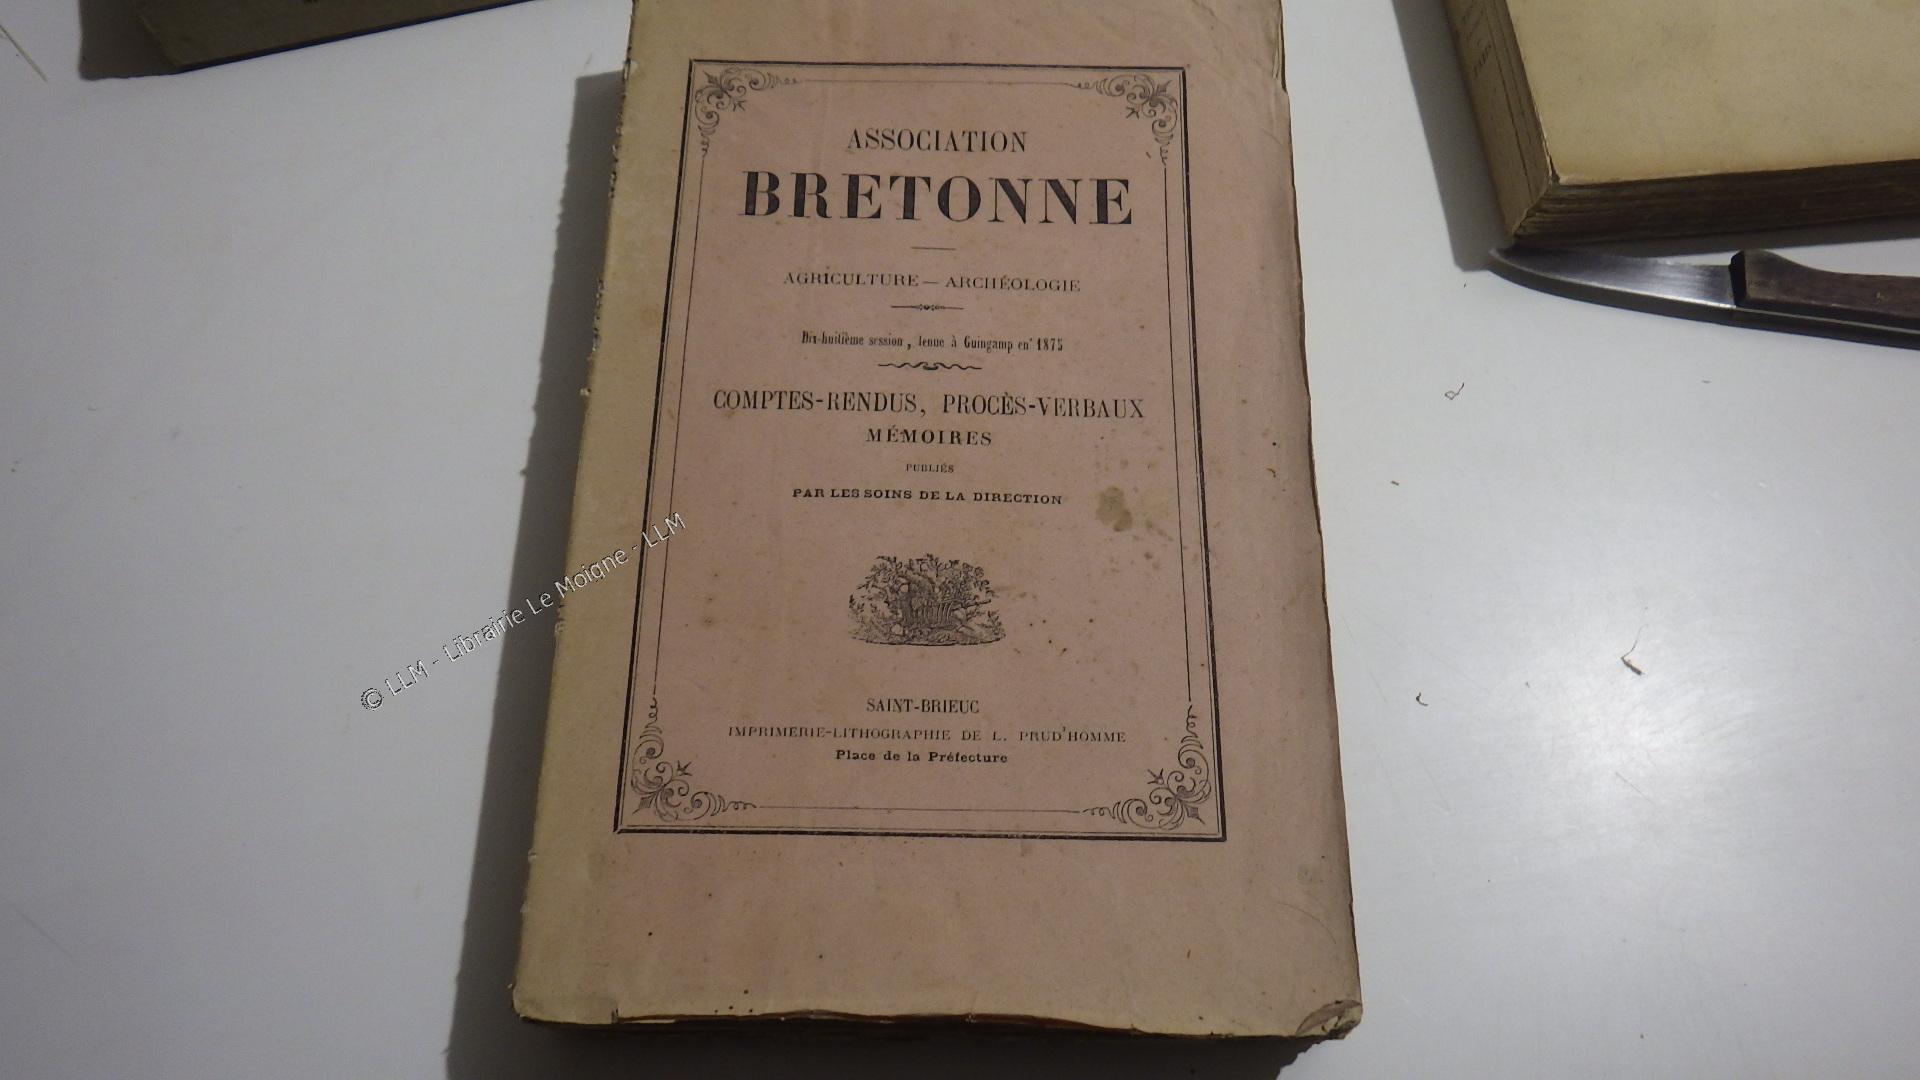 ASSOCIATION
BRETONNE
AGRICULTURE — ARCHÉOLOGIE
Dix-huitième session, tenue à Guingamp en 1875
COMPTES-RENDUS, PROCÈS-VERBAUX
MÉMOIRES
PUBLIÉS
PAR LES SOINS DE LA DIRECTION
SAINT-BRIEUC
IMPRIMERIE-LITHOGRAPHIE DE L. PRUD'HOMME
Place de la Préfecture
© LLM - Librairie Le Moigne - LLM
PARIS